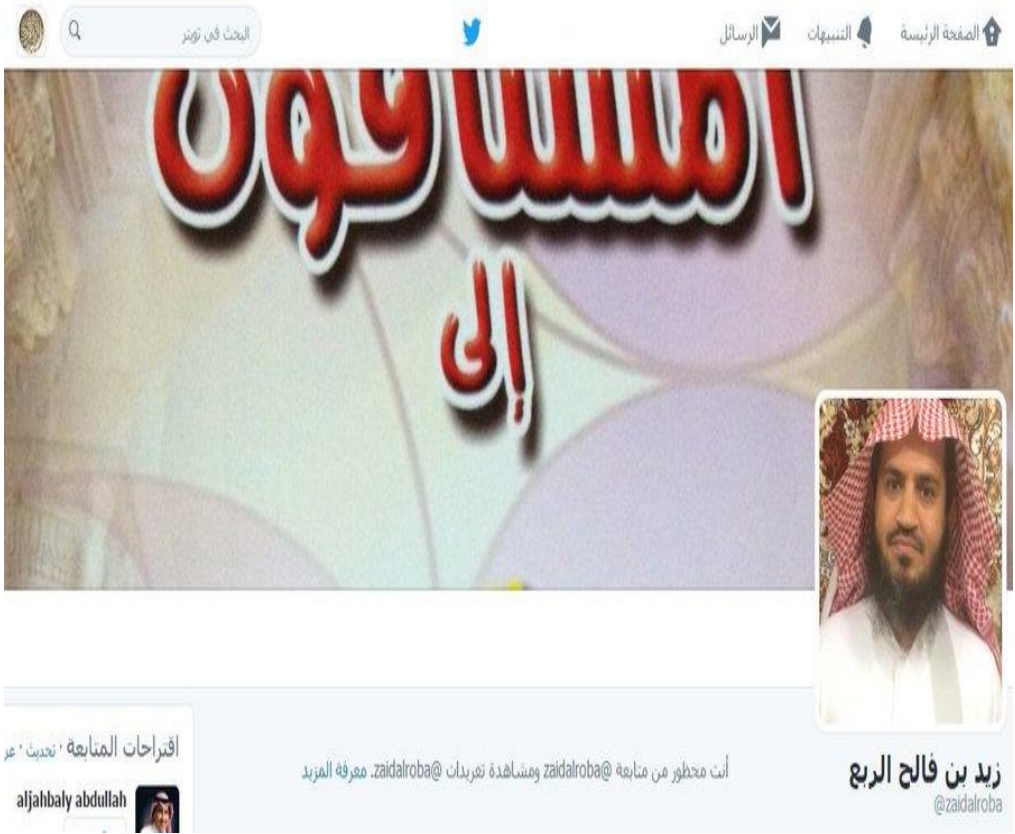 الصفحة الرئيسة التنبيهات الرسائل البحث في تويتر
المشتاقون
إلى
زيد بن فالح الربع
@zaidalroba
أنت محظور من متابعة @zaidalroba ومشاهدة تغريدات @zaidalroba. معرفة المزيد
اقتراحات المتابعة · تحديث ·
aljahbaly abdullah